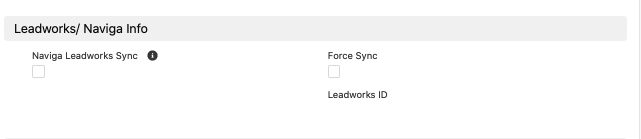 Leadworks/ Naviga Info
Naviga Leadworks Sync
Force Sync
Leadworks ID